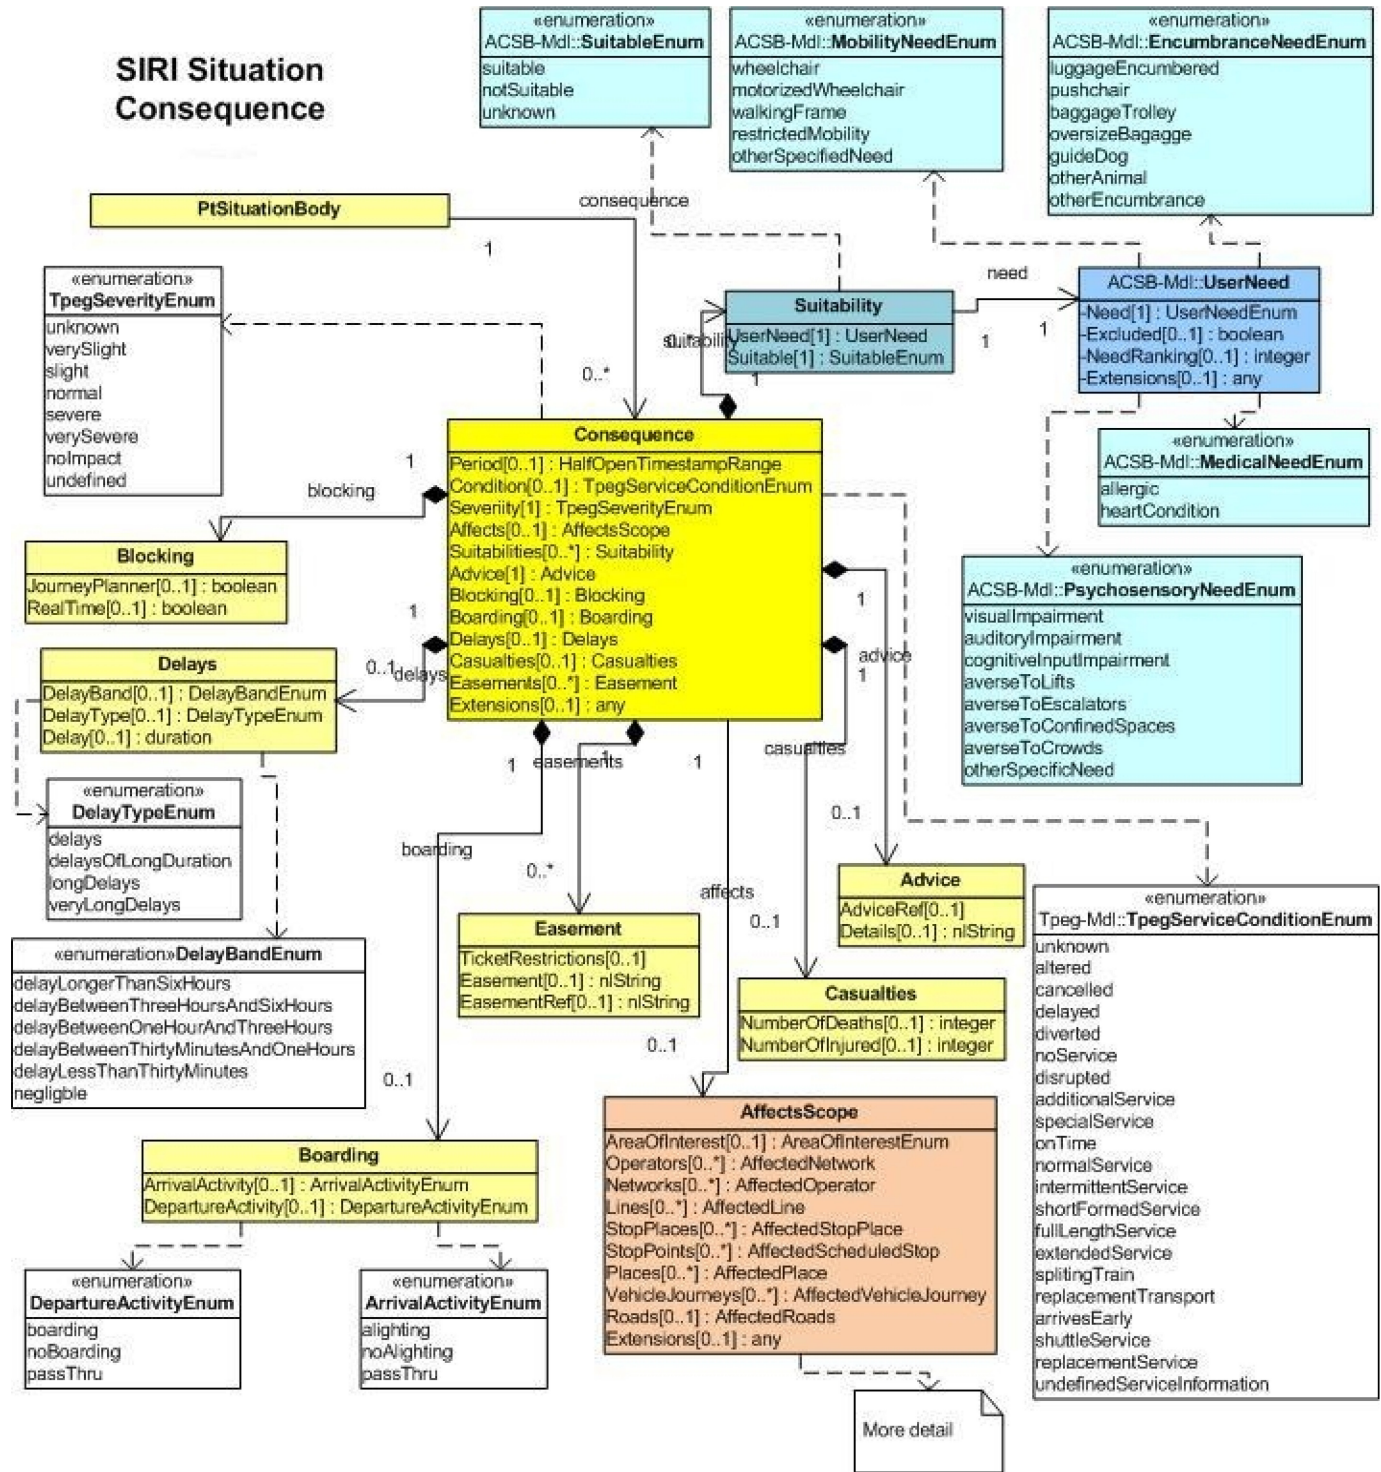 SIRI Situation
Consequence
«enumeration»
ACSB-Mdl::SuitableEnum
suitable
notSuitable
unknown
«enumeration»
ACSB-Mdl::MobilityNeedEnum
wheelchair
motorizedWheelchair
walkingFrame
restrictedMobility
otherSpecifiedNeed
«enumeration»
ACSB-Mdl::EncumbranceNeedEnum
luggageEncumbered
pushchair
baggageTrolley
oversizeBagagge
guideDog
otherAnimal
otherEncumbrance
PtSituationBody
consequence
1
0..*
«enumeration»
TpegSeverityEnum
unknown
verySlight
slight
normal
severe
verySevere
noImpact
undefined
Suitability
UserNeed[1] : UserNeed
Suitable[1] : SuitableEnum
suitability
0..*
1
need
1
1
ACSB-Mdl::UserNeed
-Need[1] : UserNeedEnum
-Excluded[0..1] : boolean
-NeedRanking[0..1] : integer
-Extensions[0..1] : any
«enumeration»
ACSB-Mdl::MedicalNeedEnum
allergic
heartCondition
Consequence
Period[0..1] : HalfOpenTimestampRange
Condition[0..1] : TpegServiceConditionEnum
Severiity[1] : TpegSeverityEnum
Affects[0..1] : AffectsScope
Suitabilities[0..*] : Suitability
Advice[1] : Advice
Blocking[0..1] : Blocking
Boarding[0..1] : Boarding
Delays[0..1] : Delays
Casualties[0..1] : Casualties
Easements[0..*] : Easement
Extensions[0..1] : any
1
blocking
Blocking
JourneyPlanner[0..1] : boolean
RealTime[0..1] : boolean
1
0..1
delays
Delays
DelayBand[0..1] : DelayBandEnum
DelayType[0..1] : DelayTypeEnum
Delay[0..1] : duration
«enumeration»
ACSB-Mdl::PsychosensoryNeedEnum
visualImpairment
auditoryImpairment
cognitiveInputImpairment
averseToLifts
averseToEscalators
averseToConfinedSpaces
averseToCrowds
otherSpecificNeed
1
advice
0..1
1
casualties
0..1
1
easements
0..*
1
boarding
0..1
1
affects
0..1
«enumeration»
DelayTypeEnum
delays
delaysOfLongDuration
longDelays
veryLongDelays
«enumeration»DelayBandEnum
delayLongerThanSixHours
delayBetweenThreeHoursAndSixHours
delayBetweenOneHourAndThreeHours
delayBetweenThirtyMinutesAndOneHours
delayLessThanThirtyMinutes
negligble
Easement
TicketRestrictions[0..1]
Easement[0..1] : nlString
EasementRef[0..1] : nlString
Advice
AdviceRef[0..1]
Details[0..1] : nlString
Casualties
NumberOfDeaths[0..1] : integer
NumberOfInjured[0..1] : integer
«enumeration»
Tpeg-Mdl::TpegServiceConditionEnum
unknown
altered
cancelled
delayed
diverted
noService
disrupted
additionalService
specialService
onTime
normalService
intermittentService
shortFormedService
fullLengthService
extendedService
splitingTrain
replacementTransport
arrivesEarly
shuttleService
replacementService
undefinedServiceInformation
Boarding
ArrivalActivity[0..1] : ArrivalActivityEnum
DepartureActivity[0..1] : DepartureActivityEnum
«enumeration»
DepartureActivityEnum
boarding
noBoarding
passThru
«enumeration»
ArrivalActivityEnum
alighting
noAlighting
passThru
AffectsScope
AreaOfInterest[0..1] : AreaOfInterestEnum
Operators[0..*] : AffectedNetwork
Networks[0..*] : AffectedOperator
Lines[0..*] : AffectedLine
StopPlaces[0..*] : AffectedStopPlace
StopPoints[0..*] : AffectedScheduledStop
Places[0..*] : AffectedPlace
VehicleJourneys[0..*] : AffectedVehicleJourney
Roads[0..1] : AffectedRoads
Extensions[0..1] : any
More detail